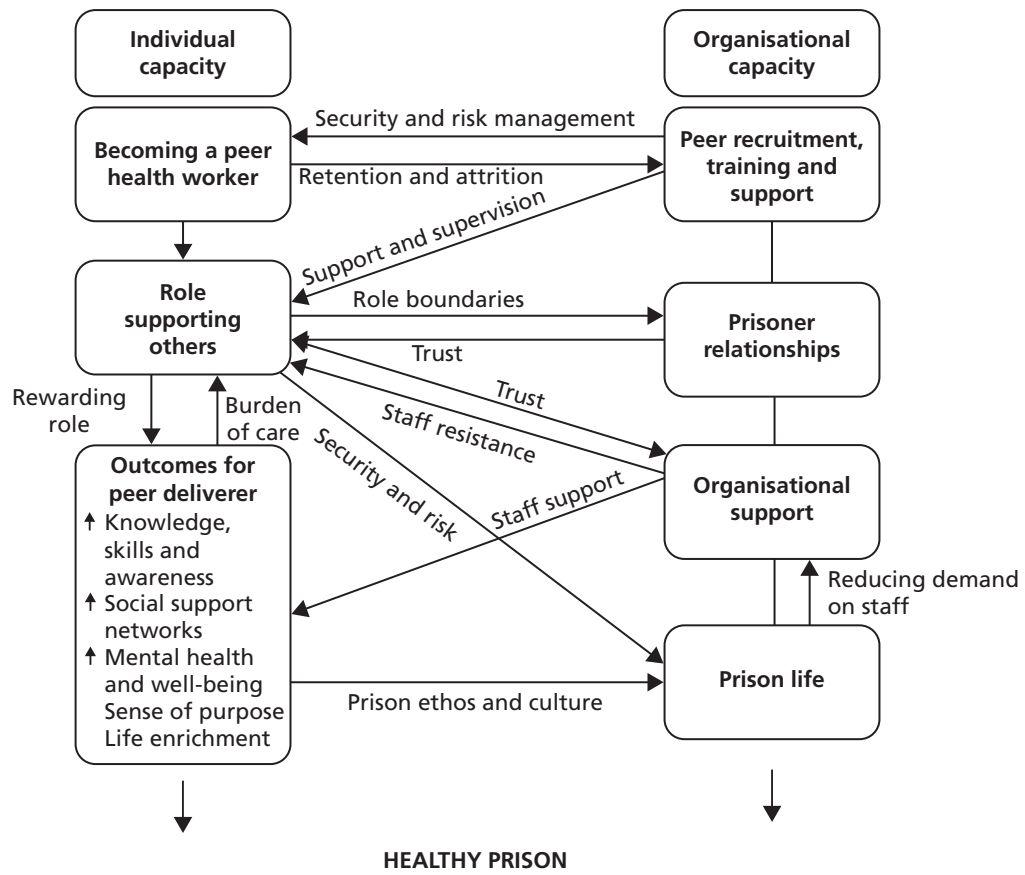 Individual
capacity
Organisational
capacity
Becoming a peer
health worker
Security and risk management
Retention and attrition
Peer recruitment,
training and
support
Support and supervision
Role
supporting
others
Role boundaries
Trust
Prisoner
relationships
Trust
Staff resistance
Rewarding
role
Burden
of care
Security and risk
Staff support
Organisational
support
Outcomes for
peer deliverer
Knowledge,
skills and
awareness
Social support
networks
Mental health
and well-being
Sense of purpose
Life enrichment
Reducing demand
on staff
Prison ethos and culture
Prison life
HEALTHY PRISON